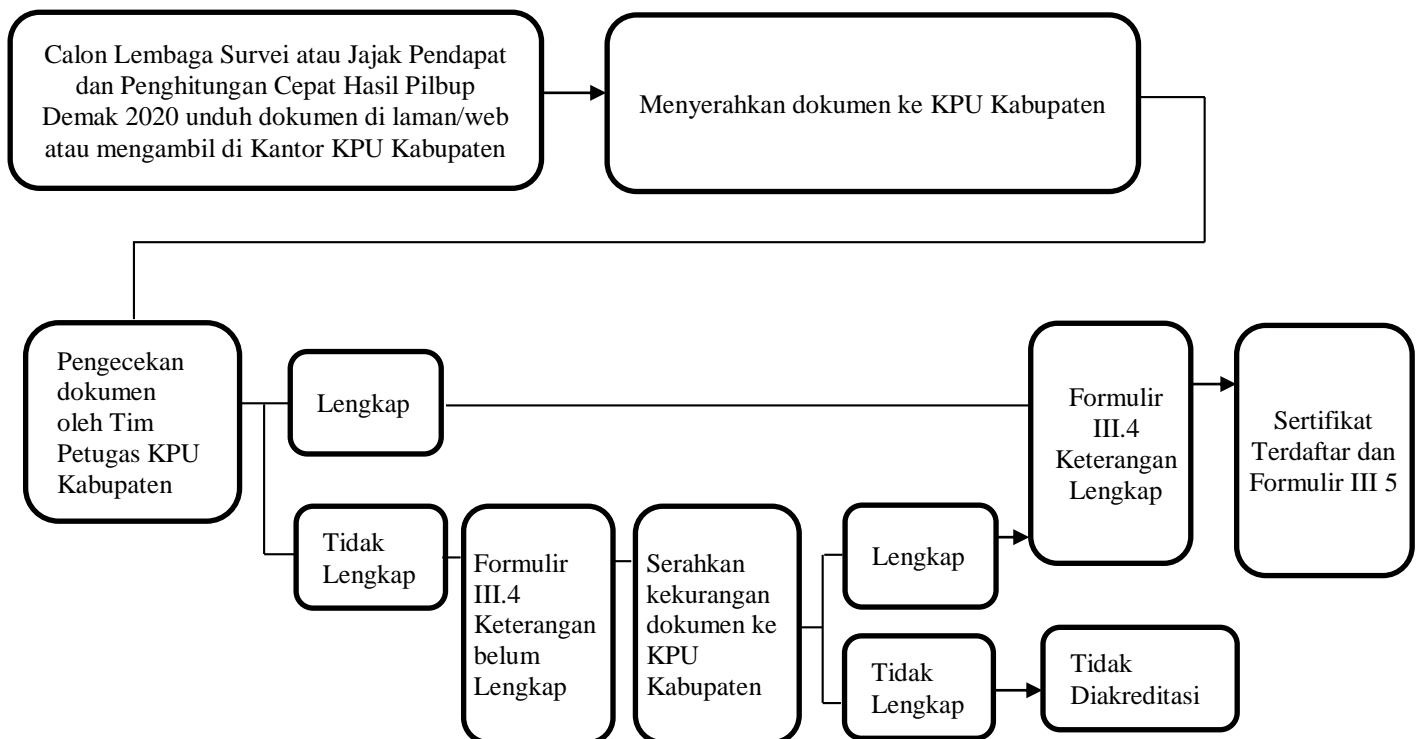 Calon Lembaga Survei atau Jajak Pendapat
dan Penghitungan Cepat Hasil Pilbup
Demak 2020 unduh dokumen di laman/web
atau mengambil di Kantor KPU Kabupaten
Menyerahkan dokumen ke KPU Kabupaten
Pengecekan
dokumen
oleh Tim
Petugas KPU
Kabupaten
Lengkap
Tidak
Lengkap
Formulir
III.4
Keterangan
belum
Lengkap
Serahkan
kekurangan
dokumen ke
KPU
Kabupaten
Lengkap
Tidak
Lengkap
Tidak
Diakreditasi
Formulir
III.4
Keterangan
Lengkap
Sertifikat
Terdaftar dan
Formulir III 5